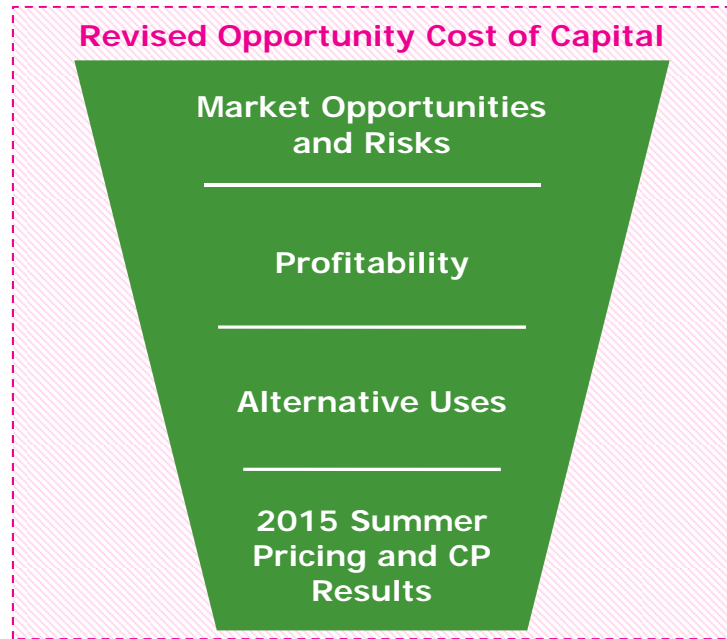 Revised Opportunity Cost of Capital
Market Opportunities
and Risks
Profitability
Alternative Uses
2015 Summer
Pricing and CP
Results